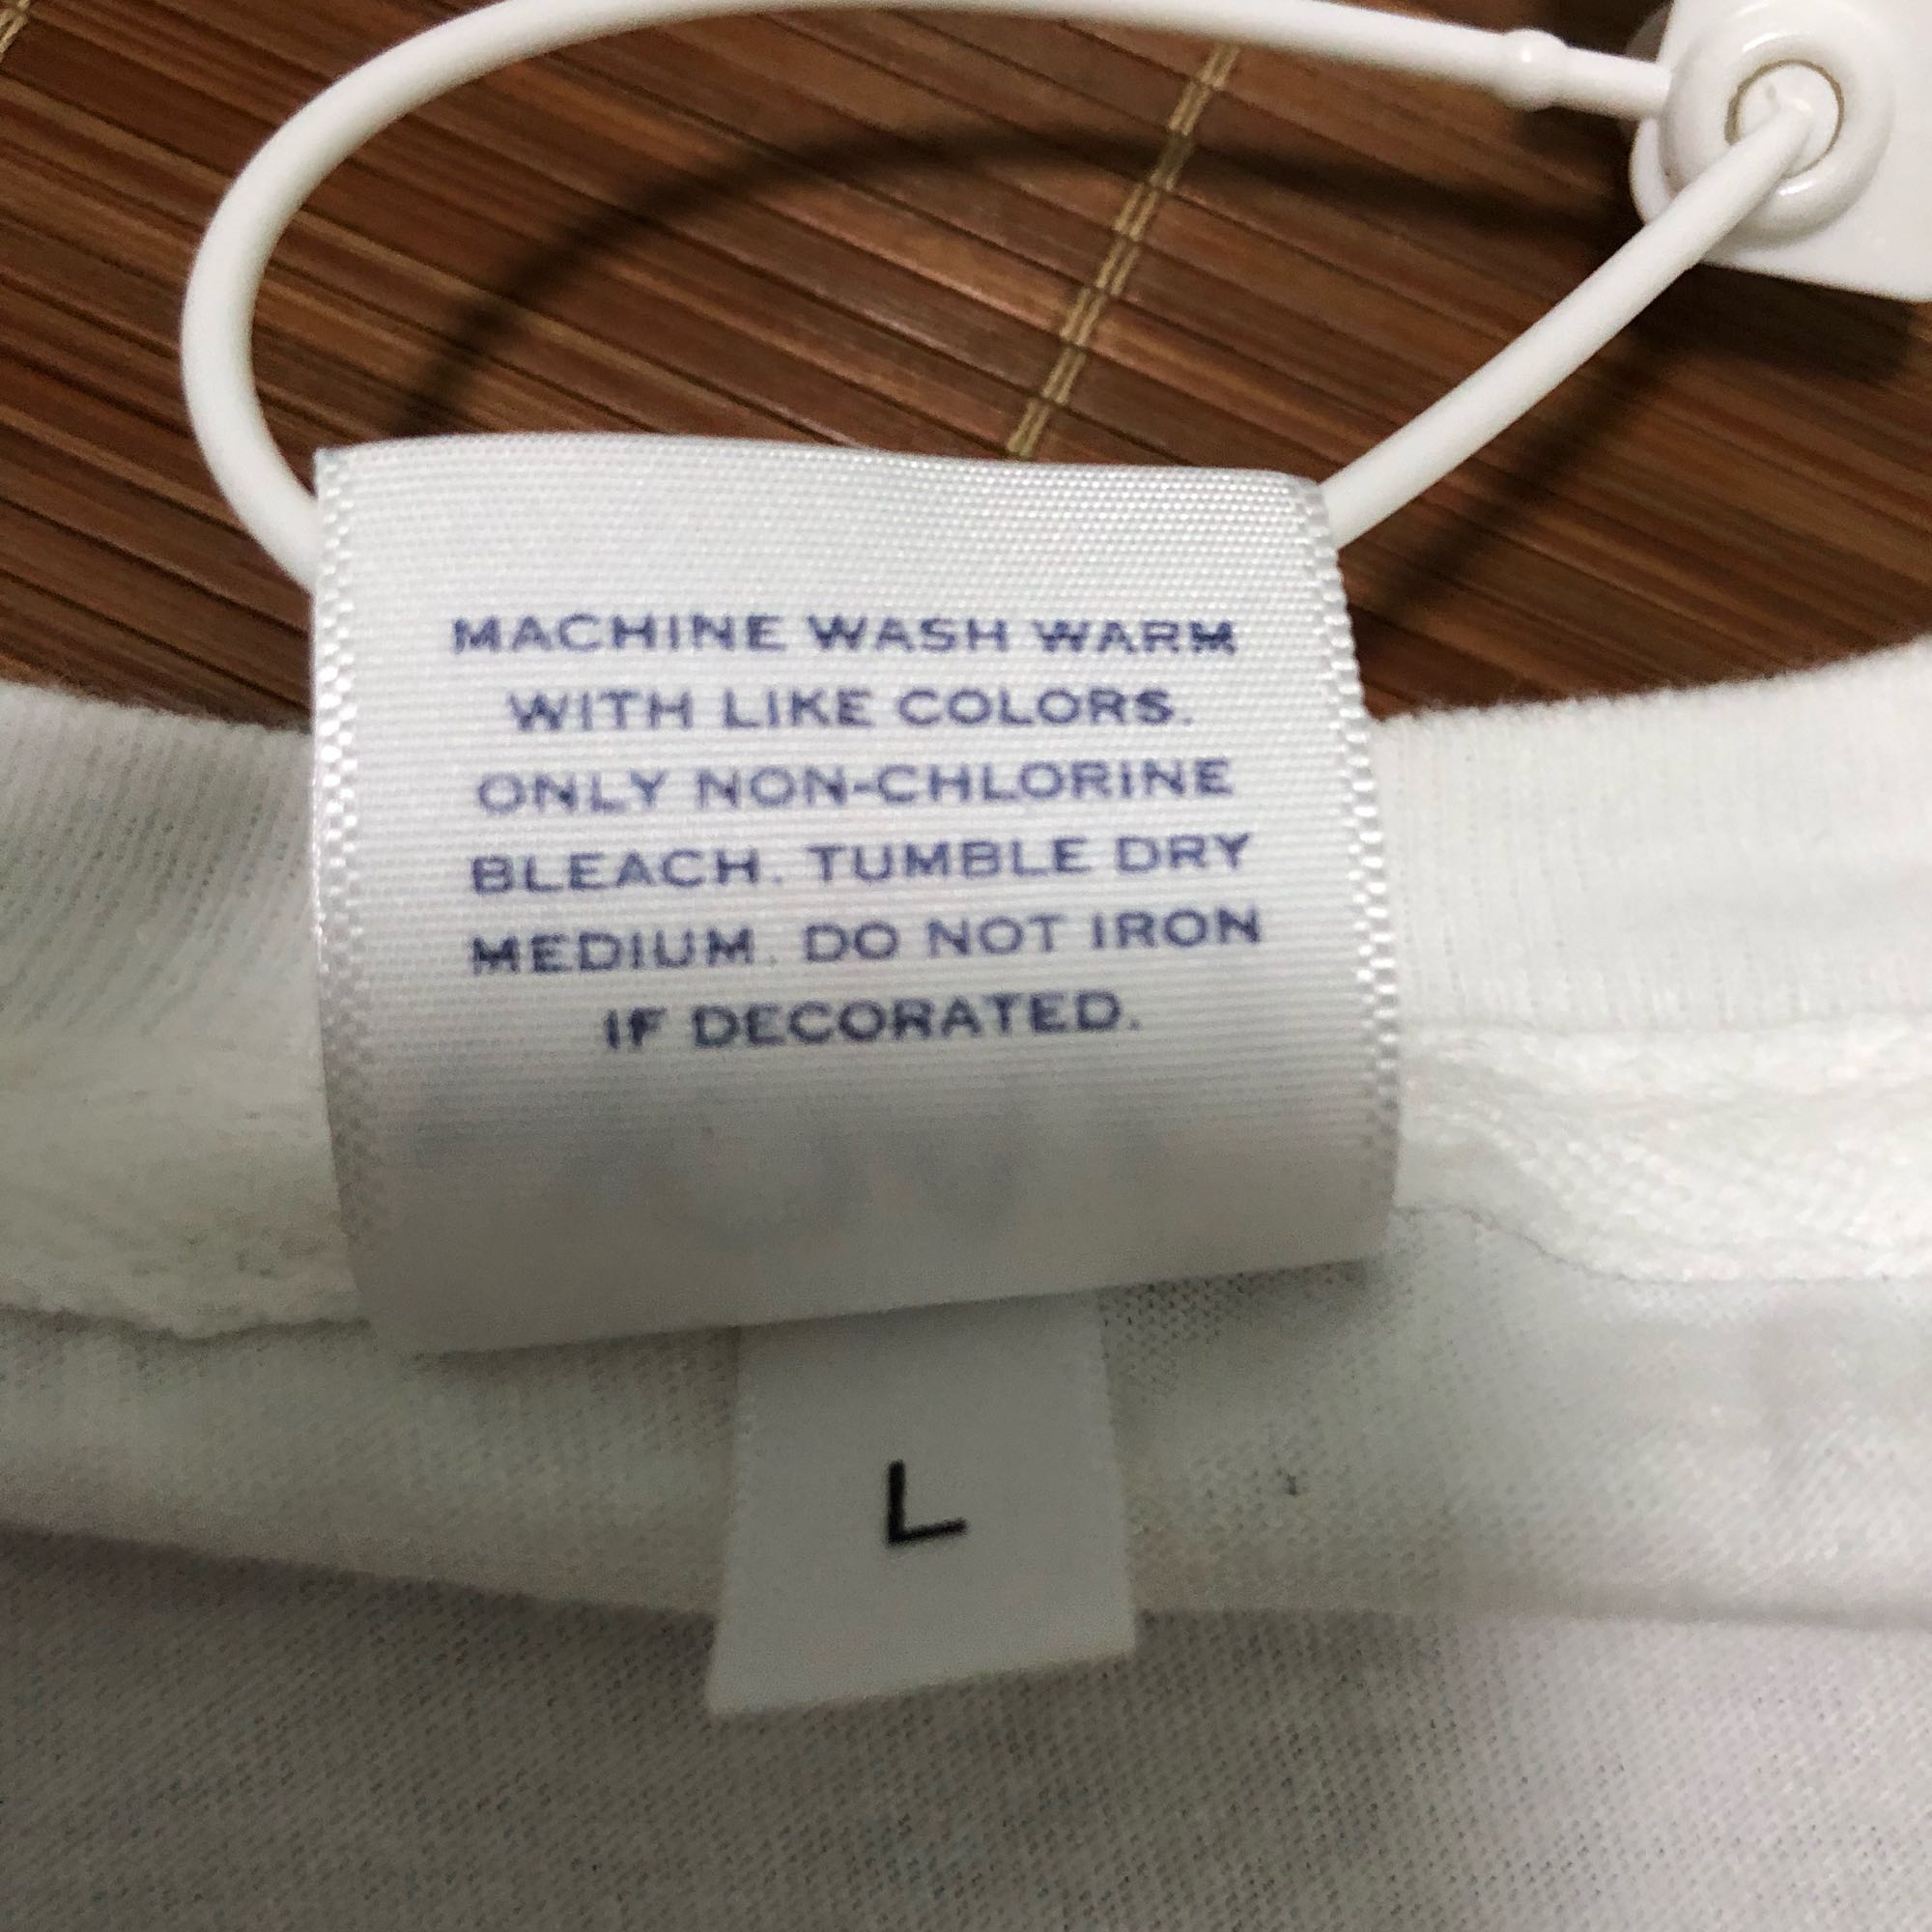 MACHINE WASH WARM
WITH LIKE COLORS.
ONLY NON-CHLORINE
BLEACH. TUMBLE DRY
MEDIUM. DO NOT IRON
IF DECORATED.
L